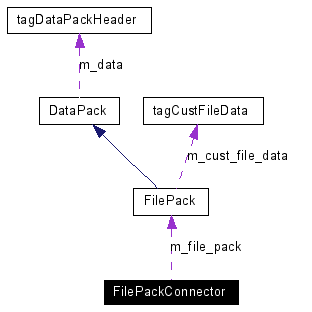 tagDataPackHeader
m_data
DataPack
tagCustFileData
m_cust_file_data
FilePack
m_file_pack
FilePackConnector